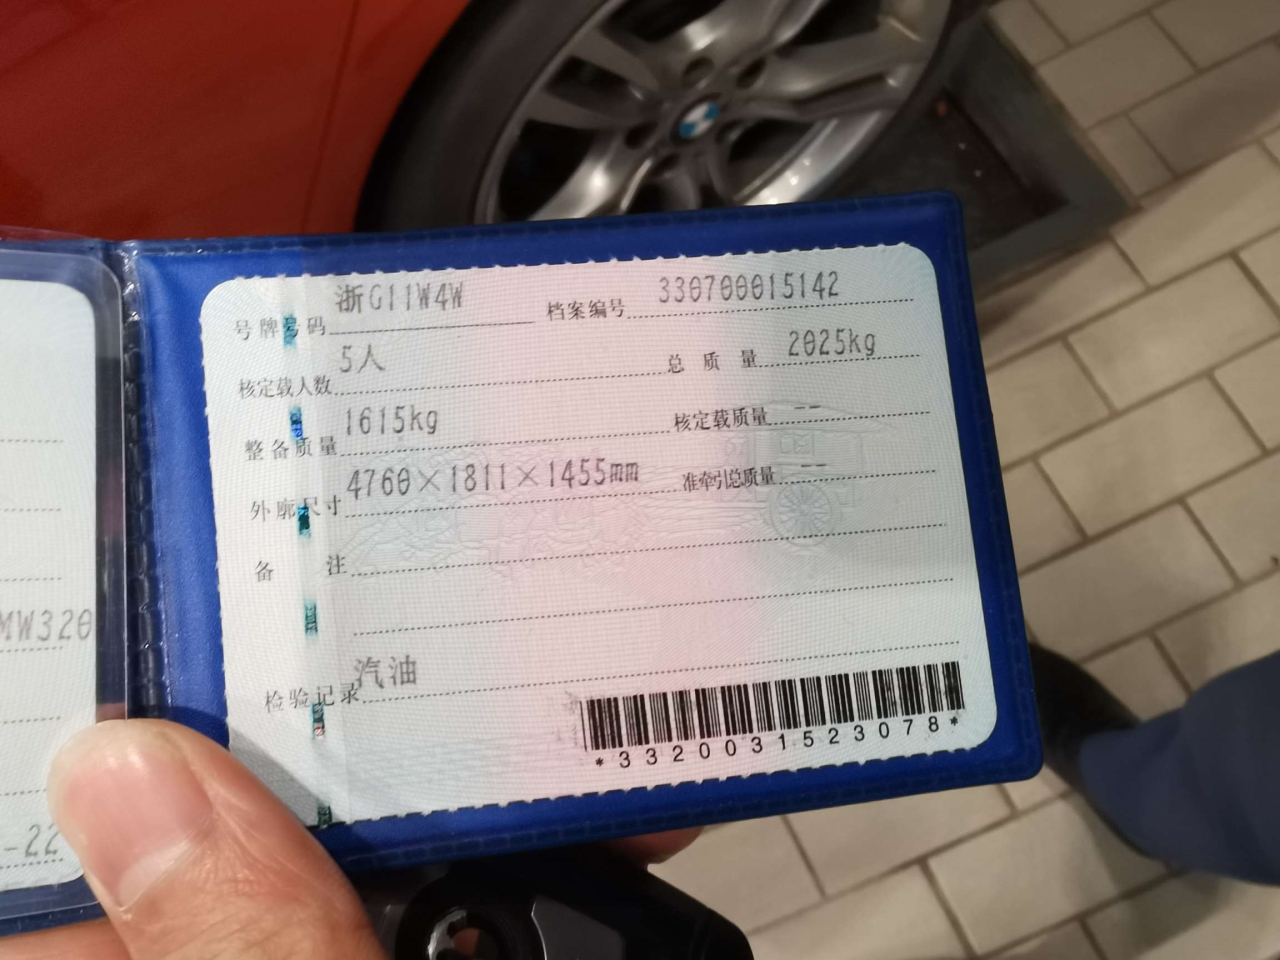 浙G11W4W
号牌号码
档案编号 330700015142
5人
核定载人数
总质量 2025kg
整备质量 1615kg
核定载质量 --
外廓尺寸 4760×1811×1455mm
准牵引总质量 --
备注
汽油
检验记录
*3320031523078*
MW320
-22